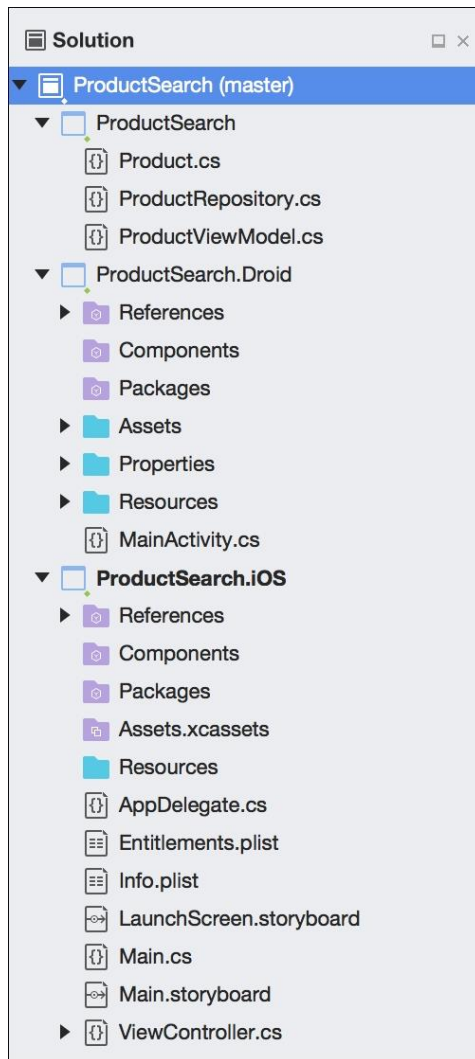 Solution
ProductSearch (master)
ProductSearch
Product.cs
ProductRepository.cs
ProductViewModel.cs
ProductSearch.Droid
References
Components
Packages
Assets
Properties
Resources
MainActivity.cs
ProductSearch.iOS
References
Components
Packages
Assets.xcassets
Resources
AppDelegate.cs
Entitlements.plist
Info.plist
LaunchScreen.storyboard
Main.cs
Main.storyboard
ViewController.cs